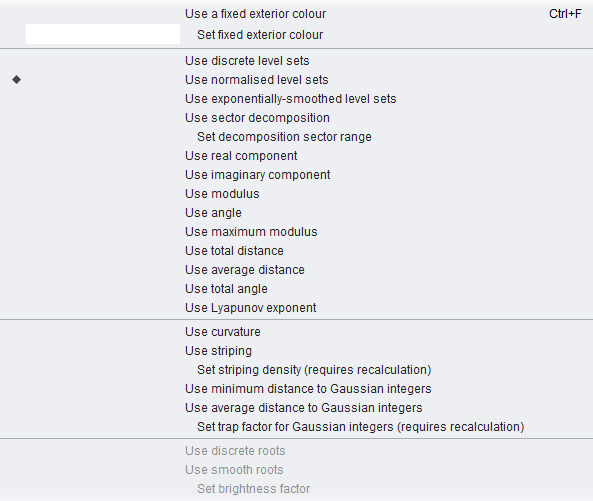 Use a fixed exterior colour Ctrl+F
Set fixed exterior colour
Use discrete level sets
Use normalised level sets
Use exponentially-smoothed level sets
Use sector decomposition
Set decomposition sector range
Use real component
Use imaginary component
Use modulus
Use angle
Use maximum modulus
Use total distance
Use average distance
Use total angle
Use Lyapunov exponent
Use curvature
Use striping
Set striping density (requires recalculation)
Use minimum distance to Gaussian integers
Use average distance to Gaussian integers
Set trap factor for Gaussian integers (requires recalculation)
Use discrete roots
Use smooth roots
Set brightness factor